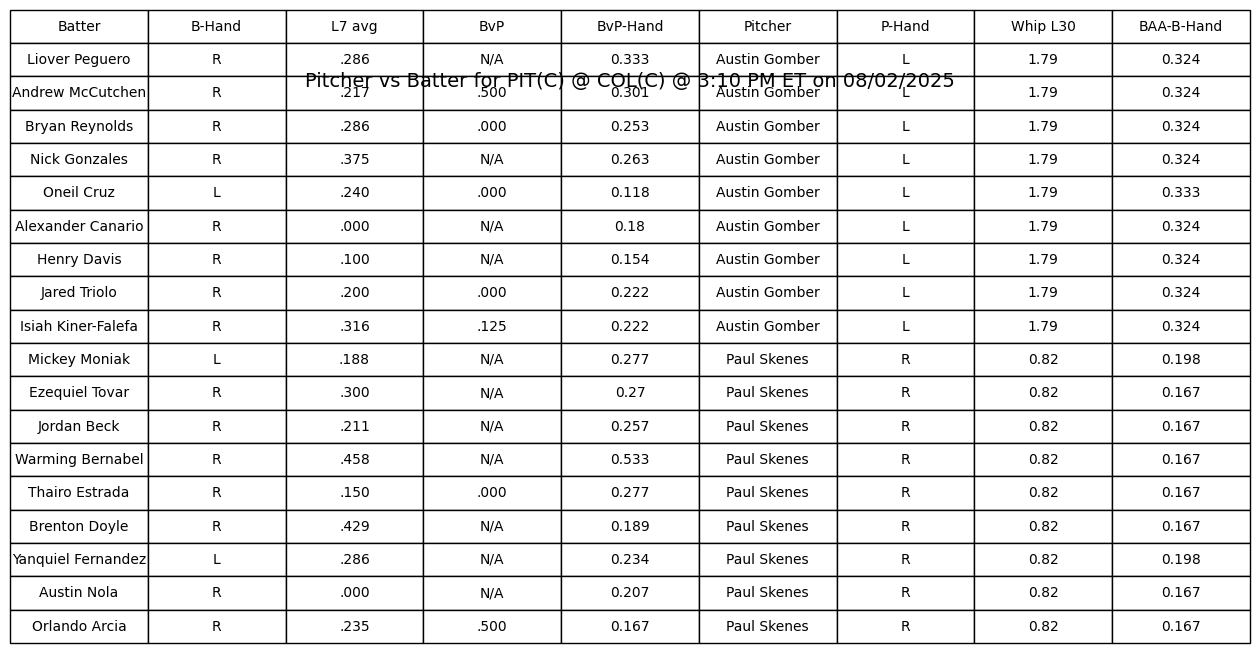 Batter B-Hand L7 avg BvP BvP-Hand Pitcher P-Hand Whip L30 BAA-B-Hand
Liover Peguero R .286 N/A 0.333 Austin Gomber L 1.79 0.324
Pitcher vs Batter for PIT(C) @ COL(C) @ 3:10 PM ET on 08/02/2025
Andrew McCutchen R .217 .500 0.301 Austin Gomber L 1.79 0.324
Bryan Reynolds R .286 .000 0.253 Austin Gomber L 1.79 0.324
Nick Gonzales R .375 N/A 0.263 Austin Gomber L 1.79 0.324
Oneil Cruz L .240 .000 0.118 Austin Gomber L 1.79 0.333
Alexander Canario R .000 N/A 0.18 Austin Gomber L 1.79 0.324
Henry Davis R .100 N/A 0.154 Austin Gomber L 1.79 0.324
Jared Triolo R .200 .000 0.222 Austin Gomber L 1.79 0.324
Isiah Kiner-Falefa R .316 .125 0.222 Austin Gomber L 1.79 0.324
Mickey Moniak L .188 N/A 0.277 Paul Skenes R 0.82 0.198
Ezequiel Tovar R .300 N/A 0.27 Paul Skenes R 0.82 0.167
Jordan Beck R .211 N/A 0.257 Paul Skenes R 0.82 0.167
Warming Bernabel R .458 N/A 0.533 Paul Skenes R 0.82 0.167
Thairo Estrada R .150 .000 0.277 Paul Skenes R 0.82 0.167
Brenton Doyle R .429 N/A 0.189 Paul Skenes R 0.82 0.167
Yanquiel Fernandez L .286 N/A 0.234 Paul Skenes R 0.82 0.198
Austin Nola R .000 N/A 0.207 Paul Skenes R 0.82 0.167
Orlando Arcia R .235 .500 0.167 Paul Skenes R 0.82 0.167